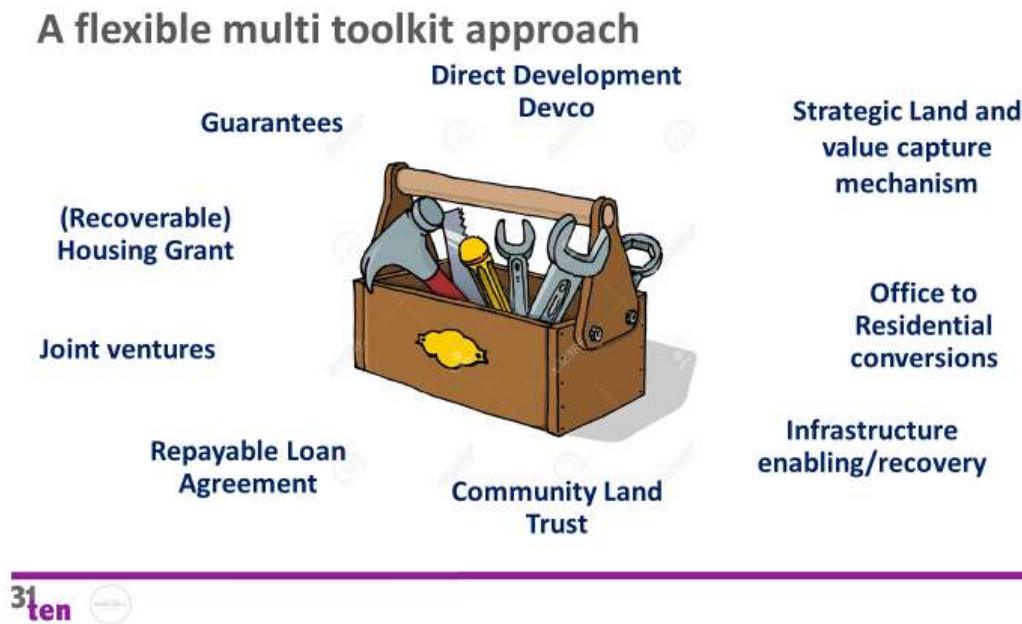 A flexible multi toolkit approach
Direct Development
Devco
Guarantees
Strategic Land and
value capture
mechanism
(Recoverable)
Housing Grant
Office to
Residential
conversions
Joint ventures
Infrastructure
enabling/recovery
Repayable Loan
Agreement
Community Land
Trust
31
ten